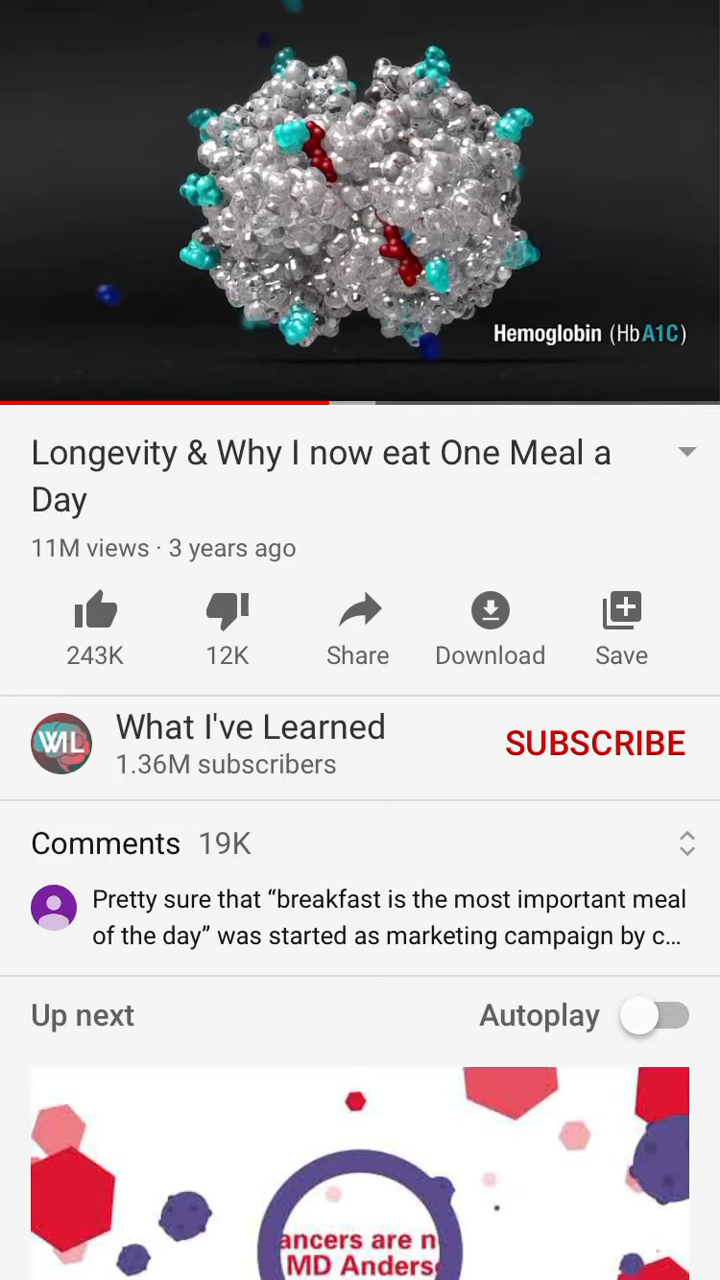 Hemoglobin (HbA1C)
Longevity & Why I now eat One Meal a
Day
11M views · 3 years ago
243K
12K
Share
Download
Save
WIL
What I've Learned
1.36M subscribers
SUBSCRIBE
Comments 19K
Pretty sure that “breakfast is the most important meal
of the day” was started as marketing campaign by c...
Up next
Autoplay
ancers are n
MD Anders